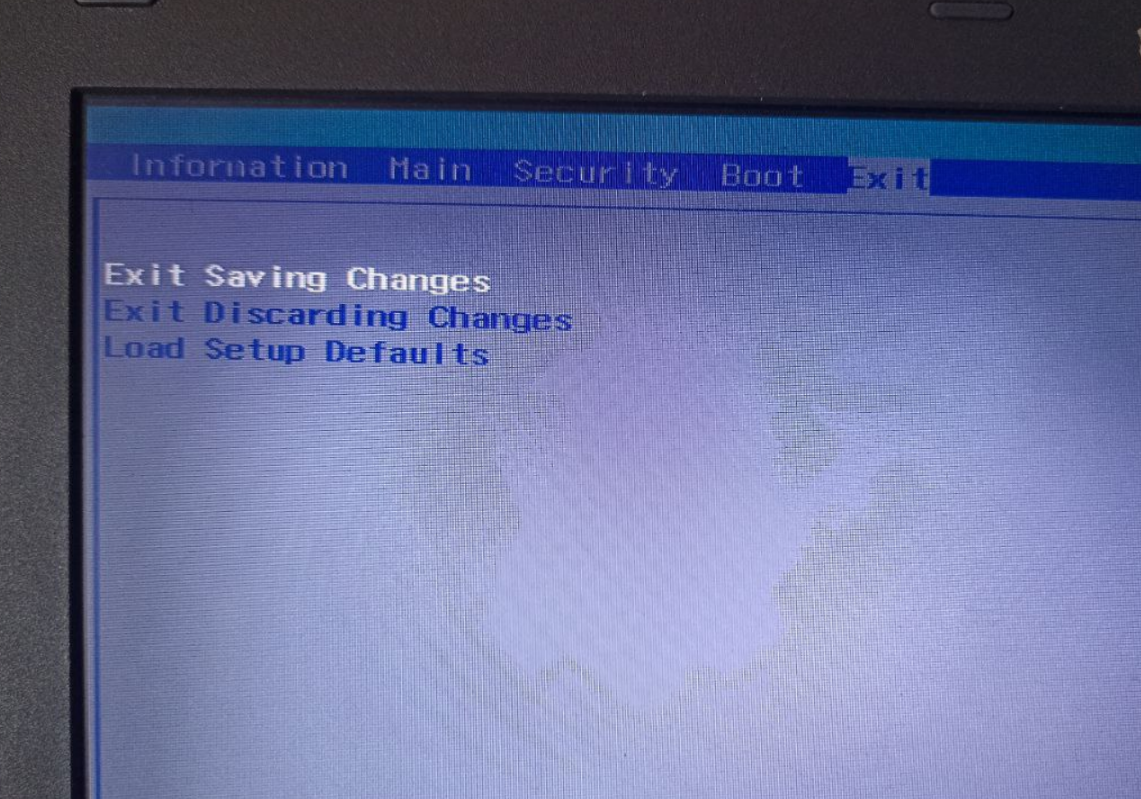 Information Main Security Boot Exit
Exit Saving Changes
Exit Discarding Changes
Load Setup Defaults